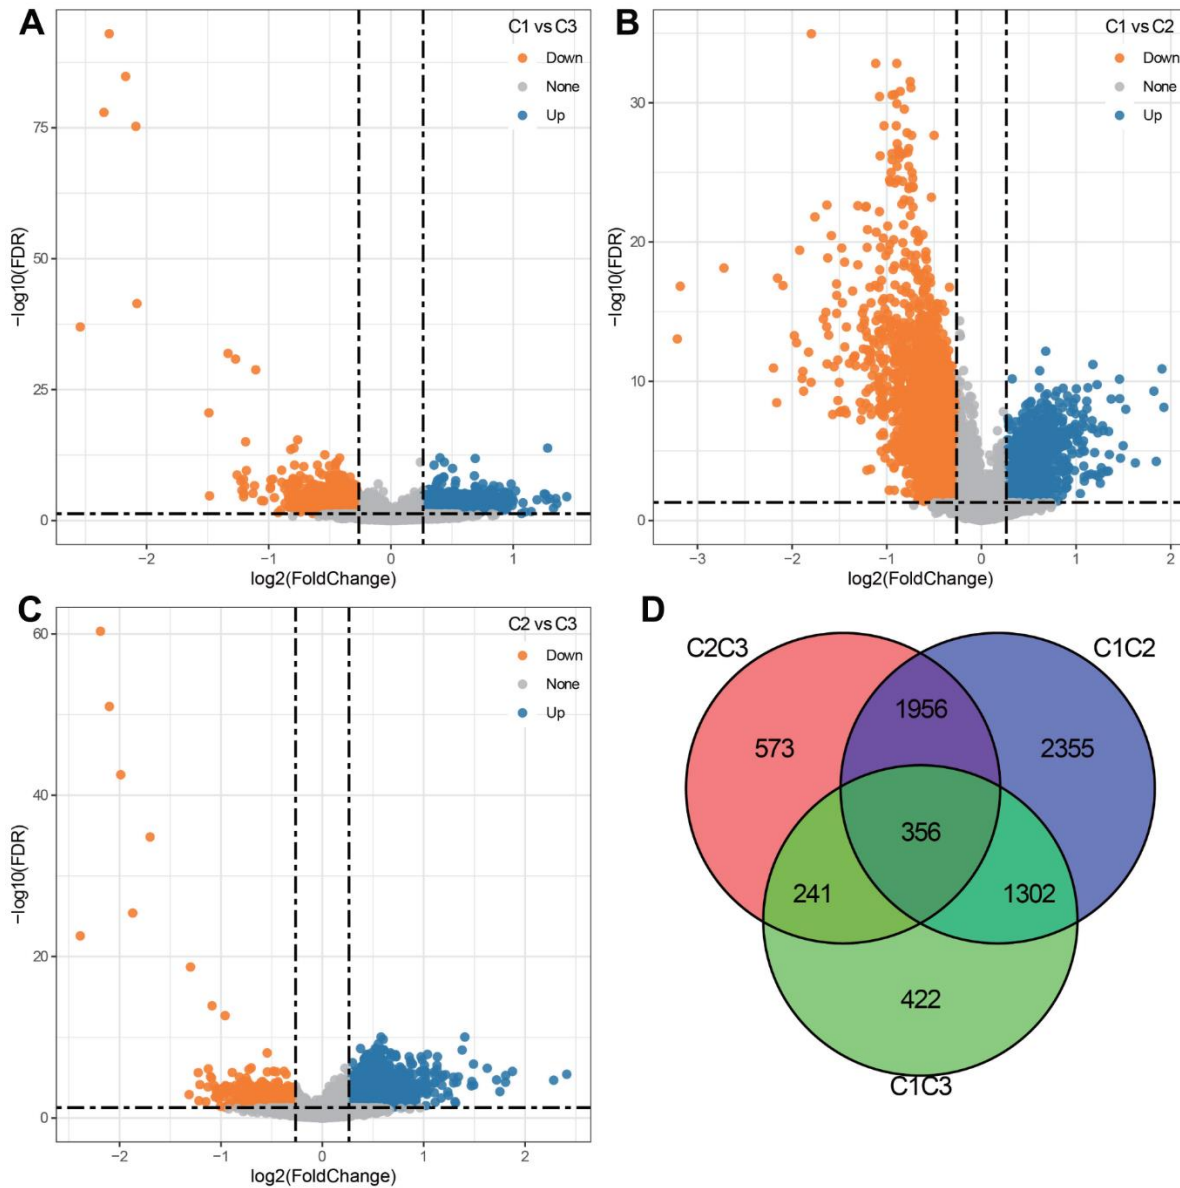 A
C1 vs C3
Down
None
Up
75
50
25
0
−log10(FDR)
−2
−1
0
1
log2(FoldChange)
B
C1 vs C2
Down
None
Up
30
20
10
0
−log10(FDR)
−3
−2
−1
0
1
2
log2(FoldChange)
C
C2 vs C3
Down
None
Up
60
40
20
0
−log10(FDR)
−2
−1
0
1
2
log2(FoldChange)
D
C2C3
C1C2
1956
573
2355
356
241
1302
422
C1C3